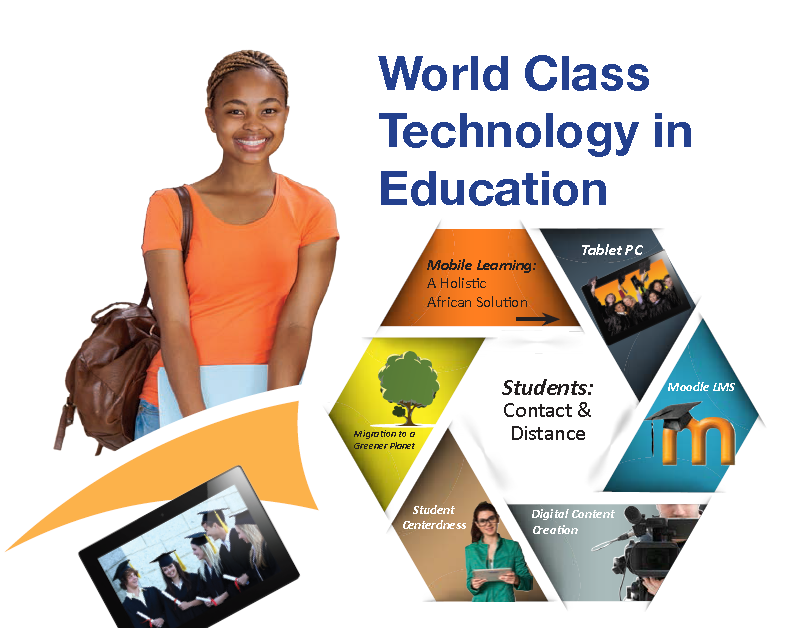 World Class
Technology in
Education
Mobile Learning:
A Holistic
African Solution
Tablet PC
Moodle LMS
m
Students:
Contact &
Distance
Migration to a
Greener Planet
Student
Centerdness
Digital Content
Creation